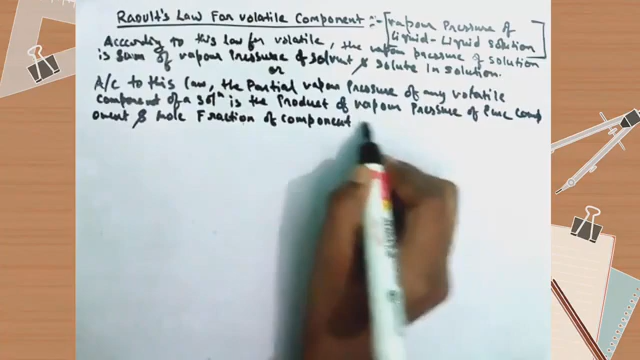 Raoult's Law For volatile Component :- [vapour Pressure of
Liquid-Liquid solution]
According to this law for volatile, the vapour pressure of solution
is sum of vapour Pressure of solvent & solute in solution.
or
A/c to this law, the Partial vapour Pressure of any volatile
component of a solⁿ is the Product of vapour Pressure of Pure Comp
onent & mole Fraction of component